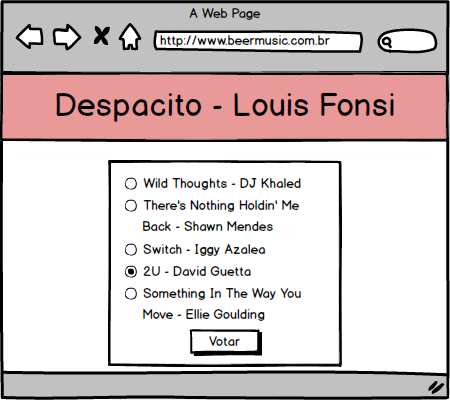 A Web Page
http://www.beermusic.com.br
Despacito - Louis Fonsi
Wild Thoughts - DJ Khaled
There's Nothing Holdin' Me
Back - Shawn Mendes
Switch - Iggy Azalea
2U - David Guetta
Something In The Way You
Move - Ellie Goulding
Votar